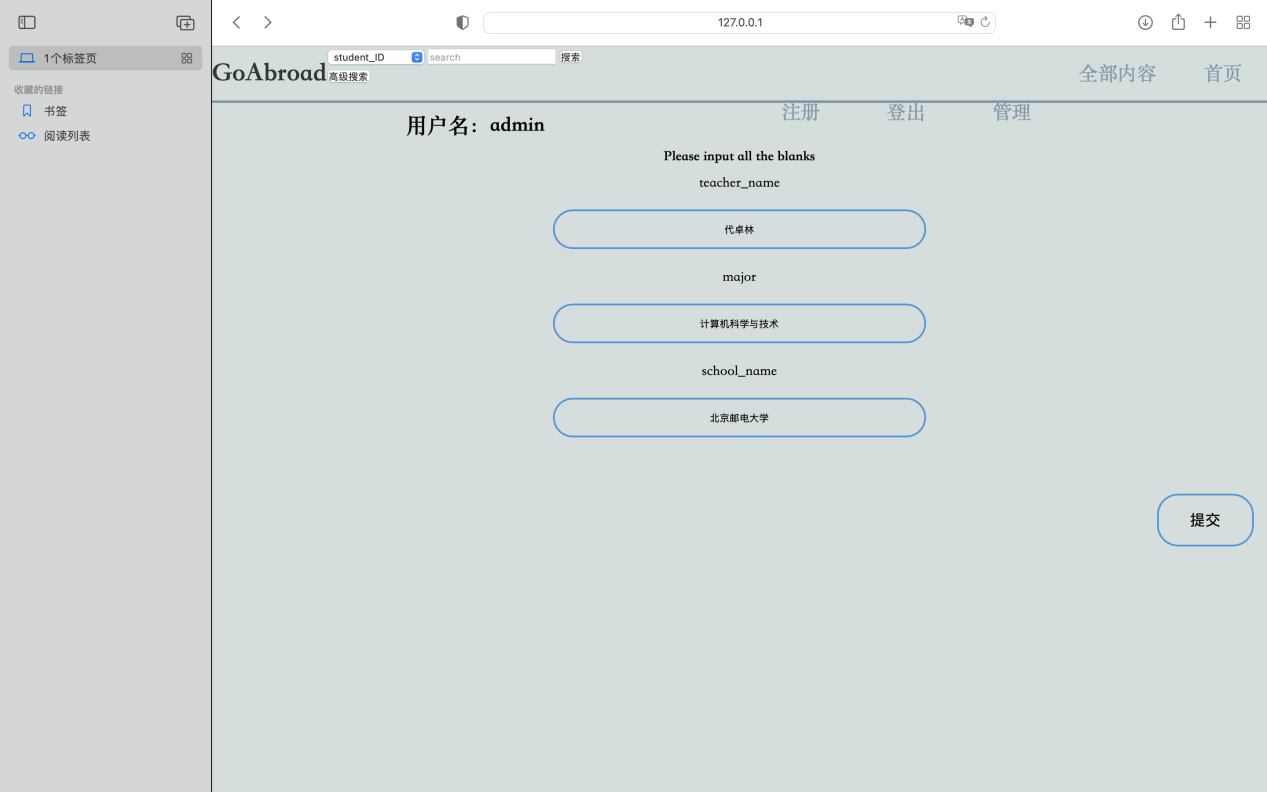 127.0.0.1
1个标签页
收藏的链接
书签
阅读列表
GoAbroad
student_ID
search
搜索
高级搜索
全部内容
首页
注册
登出
管理
用户名：admin
Please input all the blanks
teacher_name
代卓林
major
计算机科学与技术
school_name
北京邮电大学
提交